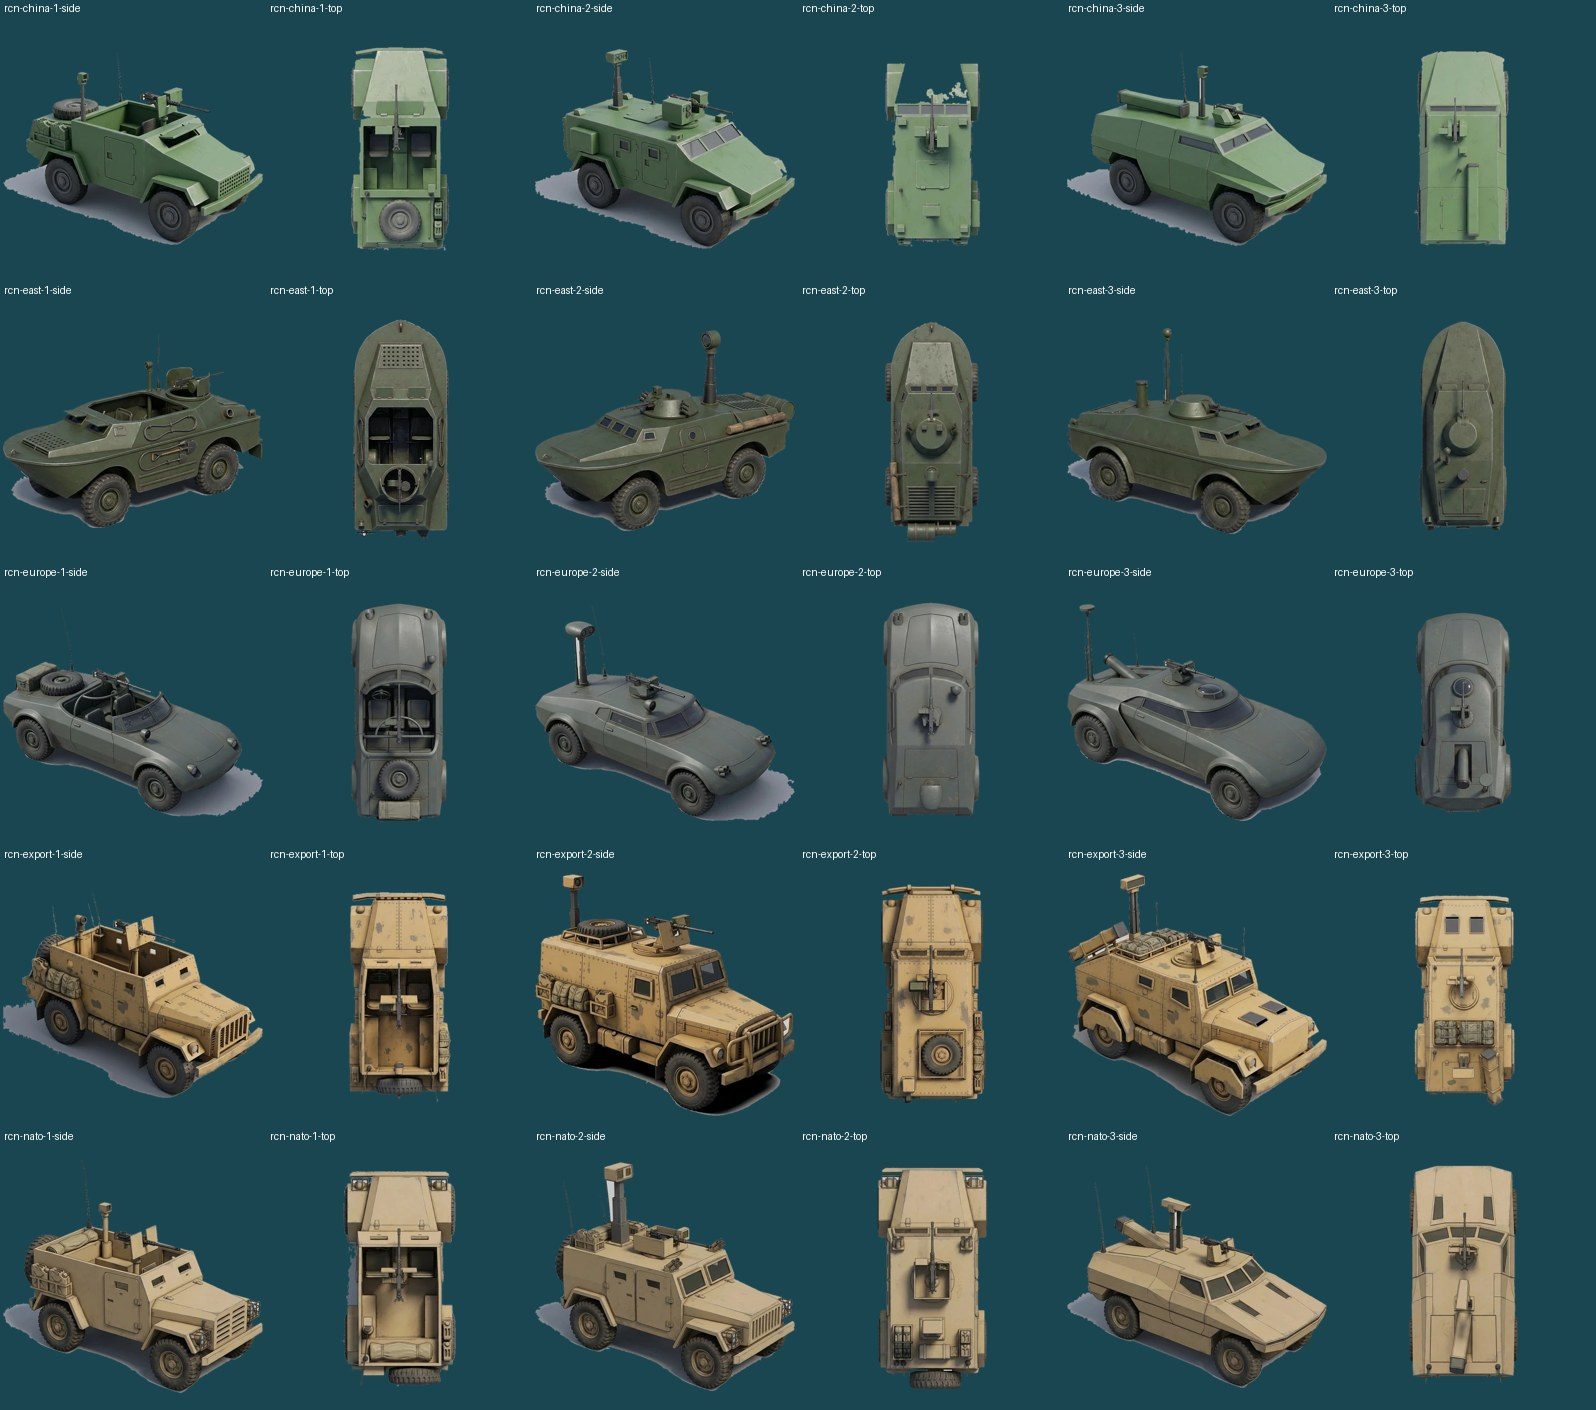 rcn-china-1-side
rcn-china-1-top
rcn-china-2-side
rcn-china-2-top
rcn-china-3-side
rcn-china-3-top
rcn-east-1-side
rcn-east-1-top
rcn-east-2-side
rcn-east-2-top
rcn-east-3-side
rcn-east-3-top
rcn-europe-1-side
rcn-europe-1-top
rcn-europe-2-side
rcn-europe-2-top
rcn-europe-3-side
rcn-europe-3-top
rcn-export-1-side
rcn-export-1-top
rcn-export-2-side
rcn-export-2-top
rcn-export-3-side
rcn-export-3-top
rcn-nato-1-side
rcn-nato-1-top
rcn-nato-2-side
rcn-nato-2-top
rcn-nato-3-side
rcn-nato-3-top